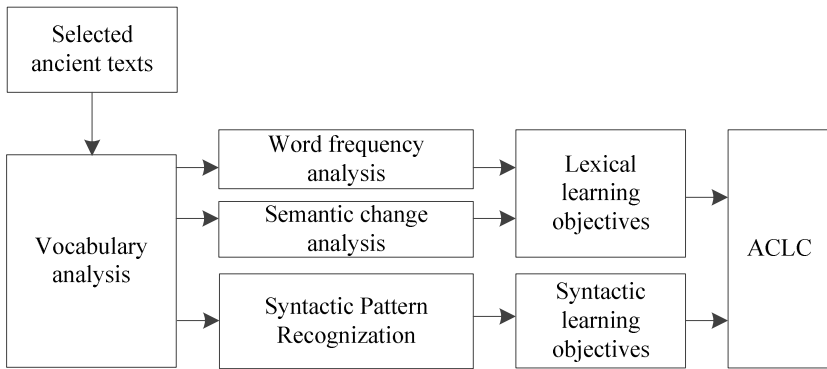 Selected
ancient texts
Vocabulary
analysis
Word frequency
analysis
Semantic change
analysis
Syntactic Pattern
Recognization
Lexical
learning
objectives
Syntactic
learning
objectives
ACLC